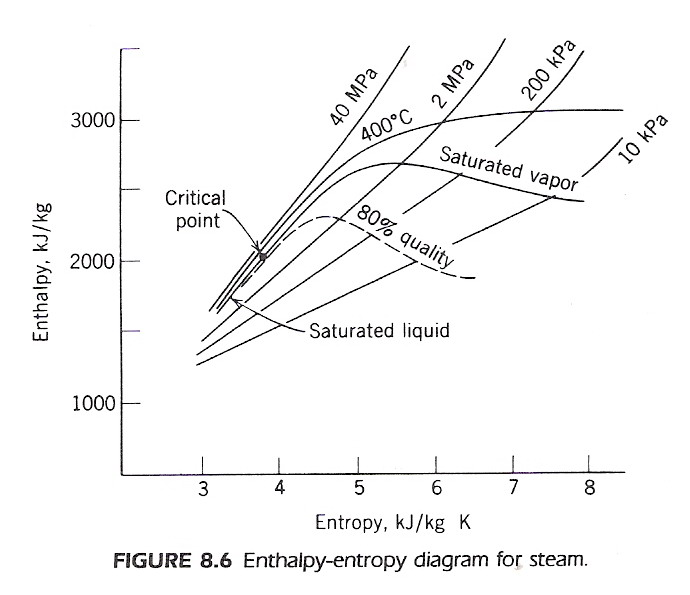 3000
2000
1000
Enthalpy, kJ/kg
40 MPa
2 MPa
200 kPa
10 kPa
400°C
Saturated vapor
Critical
point
80% quality
Saturated liquid
3 4 5 6 7 8
Entropy, kJ/kg K
FIGURE 8.6 Enthalpy-entropy diagram for steam.